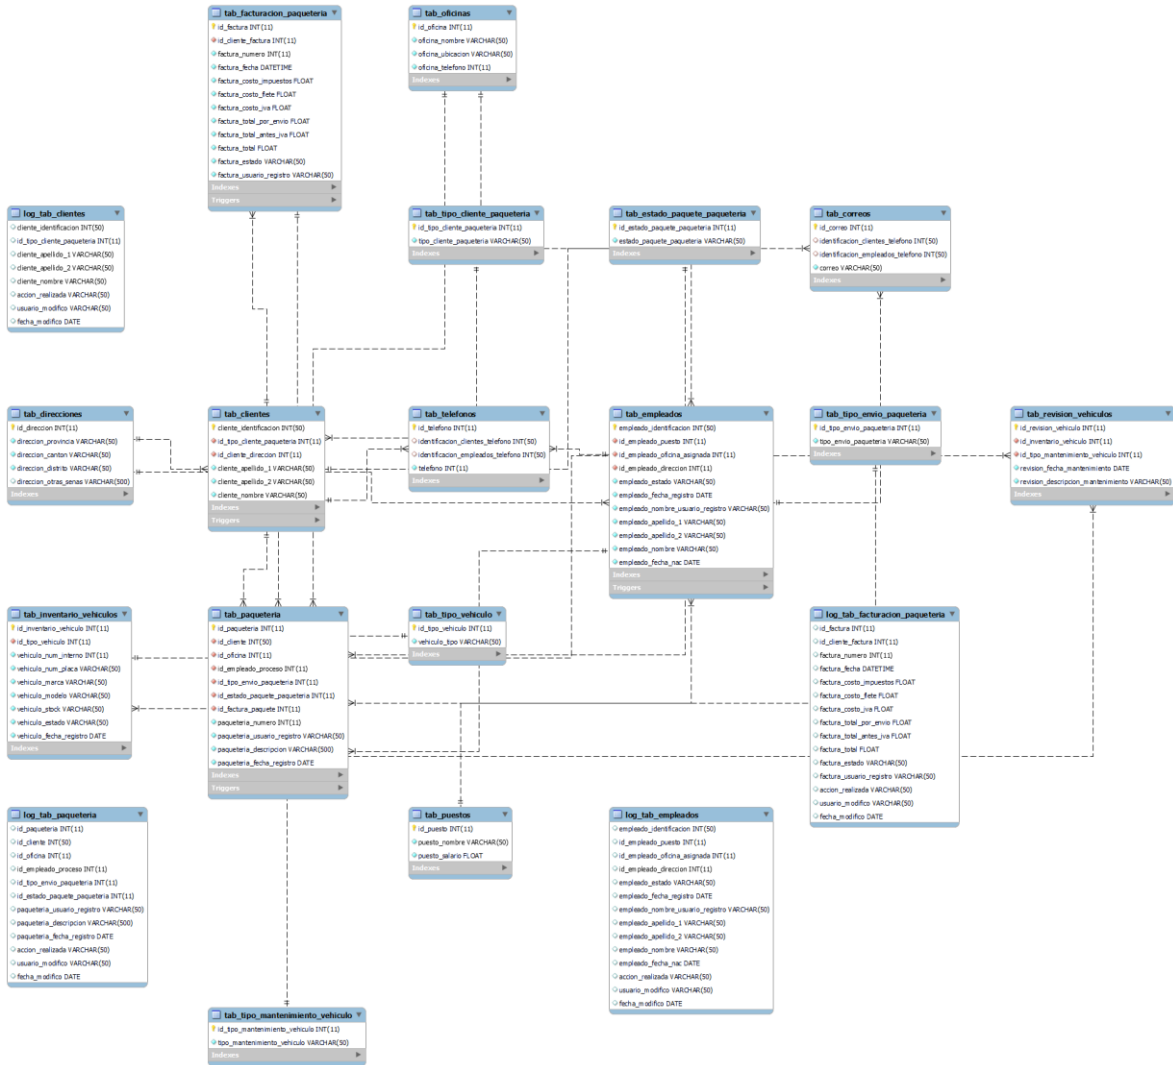 tab_facturacion_paqueteria
id_factura INT(11)
id_cliente_factura INT(11)
factura_numero INT(11)
factura_fecha DATETIME
factura_costo_impuestos FLOAT
factura_costo_flete FLOAT
factura_costo_iva FLOAT
factura_total_por_envio FLOAT
factura_total_antes_iva FLOAT
factura_total FLOAT
factura_estado VARCHAR(50)
factura_usuario_registro VARCHAR(50)
Indexes
Triggers
tab_oficinas
id_oficina INT(11)
oficina_nombre VARCHAR(50)
oficina_ubicacion VARCHAR(50)
oficina_telefono INT(11)
Indexes
log_tab_clientes
cliente_identificacion INT(50)
id_tipo_cliente_paqueteria INT(11)
cliente_apellido_1 VARCHAR(50)
cliente_apellido_2 VARCHAR(50)
cliente_nombre VARCHAR(50)
accion_realizada VARCHAR(50)
usuario_modifico VARCHAR(50)
fecha_modifico DATE
tab_tipo_cliente_paqueteria
id_tipo_cliente_paqueteria INT(11)
tipo_cliente_paqueteria VARCHAR(50)
Indexes
tab_estado_paquete_paqueteria
id_estado_paquete_paqueteria INT(11)
estado_paquete_paqueteria VARCHAR(50)
Indexes
tab_correos
id_correo INT(11)
identificacion_clientes_telefono INT(50)
identificacion_empleados_telefono INT(50)
correo VARCHAR(50)
Indexes
tab_direcciones
id_direccion INT(11)
direccion_provincia VARCHAR(50)
direccion_canton VARCHAR(50)
direccion_distrito VARCHAR(50)
direccion_otras_senas VARCHAR(500)
Indexes
tab_clientes
cliente_identificacion INT(50)
id_tipo_cliente_paqueteria INT(11)
id_cliente_direccion INT(11)
cliente_apellido_1 VARCHAR(50)
cliente_apellido_2 VARCHAR(50)
cliente_nombre VARCHAR(50)
Indexes
Triggers
tab_telefonos
id_telefono INT(11)
identificacion_clientes_telefono INT(50)
identificacion_empleados_telefono INT(50)
telefono INT(11)
Indexes
tab_empleados
empleado_identificacion INT(50)
id_empleado_puesto INT(11)
id_empleado_oficina_asignada INT(11)
id_empleado_direccion INT(11)
empleado_estado VARCHAR(50)
empleado_fecha_registro DATE
empleado_nombre_usuario_registro VARCHAR(50)
empleado_apellido_1 VARCHAR(50)
empleado_apellido_2 VARCHAR(50)
empleado_nombre VARCHAR(50)
empleado_fecha_nac DATE
Indexes
Triggers
tab_tipo_envio_paqueteria
id_tipo_envio_paqueteria INT(11)
tipo_envio_paqueteria VARCHAR(50)
Indexes
tab_revision_vehiculos
id_revision_vehiculo INT(11)
id_inventario_vehiculo INT(11)
id_tipo_mantenimiento_vehiculo INT(11)
revision_fecha_mantenimiento DATE
revision_descripcion_mantenimiento VARCHAR(50)
Indexes
tab_inventario_vehiculos
id_inventario_vehiculo INT(11)
id_tipo_vehiculo INT(11)
vehiculo_num_interno INT(11)
vehiculo_num_placa VARCHAR(50)
vehiculo_marca VARCHAR(50)
vehiculo_modelo VARCHAR(50)
vehiculo_stock VARCHAR(50)
vehiculo_estado VARCHAR(50)
vehiculo_fecha_registro DATE
Indexes
tab_paqueteria
id_paqueteria INT(11)
id_cliente INT(50)
id_oficina INT(11)
id_empleado_proceso INT(11)
id_tipo_envio_paqueteria INT(11)
id_estado_paquete_paqueteria INT(11)
id_factura_paquete INT(11)
paqueteria_numero INT(11)
paqueteria_usuario_registro VARCHAR(50)
paqueteria_descripcion VARCHAR(500)
paqueteria_fecha_registro DATE
Indexes
Triggers
tab_tipo_vehiculo
id_tipo_vehiculo INT(11)
vehiculo_tipo VARCHAR(50)
Indexes
log_tab_facturacion_paqueteria
id_factura INT(11)
id_cliente_factura INT(11)
factura_numero INT(11)
factura_fecha DATETIME
factura_costo_impuestos FLOAT
factura_costo_flete FLOAT
factura_costo_iva FLOAT
factura_total_por_envio FLOAT
factura_total_antes_iva FLOAT
factura_total FLOAT
factura_estado VARCHAR(50)
factura_usuario_registro VARCHAR(50)
accion_realizada VARCHAR(50)
usuario_modifico VARCHAR(50)
fecha_modifico DATE
log_tab_paqueteria
id_paqueteria INT(11)
id_cliente INT(50)
id_oficina INT(11)
id_empleado_proceso INT(11)
id_tipo_envio_paqueteria INT(11)
id_estado_paquete_paqueteria INT(11)
paqueteria_usuario_registro VARCHAR(50)
paqueteria_descripcion VARCHAR(500)
paqueteria_fecha_registro DATE
accion_realizada VARCHAR(50)
usuario_modifico VARCHAR(50)
fecha_modifico DATE
tab_puestos
id_puesto INT(11)
puesto_nombre VARCHAR(50)
puesto_salario FLOAT
Indexes
log_tab_empleados
empleado_identificacion INT(50)
id_empleado_puesto INT(11)
id_empleado_oficina_asignada INT(11)
id_empleado_direccion INT(11)
empleado_estado VARCHAR(50)
empleado_fecha_registro DATE
empleado_nombre_usuario_registro VARCHAR(50)
empleado_apellido_1 VARCHAR(50)
empleado_apellido_2 VARCHAR(50)
empleado_nombre VARCHAR(50)
empleado_fecha_nac DATE
accion_realizada VARCHAR(50)
usuario_modifico VARCHAR(50)
fecha_modifico DATE
tab_tipo_mantenimiento_vehiculo
id_tipo_mantenimiento_vehiculo INT(11)
tipo_mantenimiento_vehiculo VARCHAR(50)
Indexes